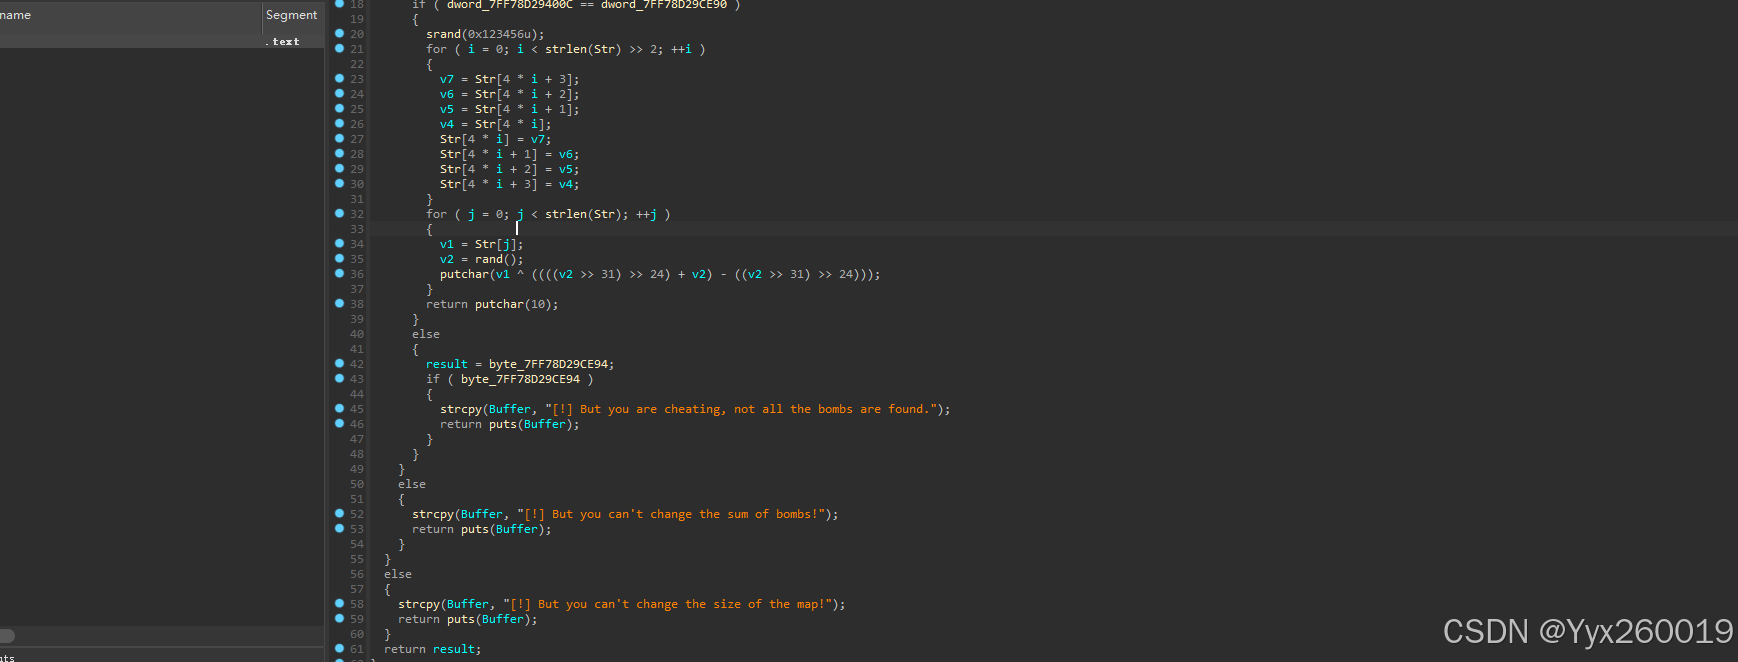 name
Segment
.text
18 if ( dword_7FF78D29400C == dword_7FF78D29CE90 )
19 {
20 srand(0x123456u);
21 for ( i = 0; i < strlen(Str) >> 2; ++i )
22 {
23 v7 = Str[4 * i + 3];
24 v6 = Str[4 * i + 2];
25 v5 = Str[4 * i + 1];
26 v4 = Str[4 * i];
27 Str[4 * i] = v7;
28 Str[4 * i + 1] = v6;
29 Str[4 * i + 2] = v5;
30 Str[4 * i + 3] = v4;
31 }
32 for ( j = 0; j < strlen(Str); ++j )
33 {
34 v1 = Str[j];
35 v2 = rand();
36 putchar(v1 ^ ((((v2 >> 31) >> 24) + v2) - ((v2 >> 31) >> 24)));
37 }
38 return putchar(10);
39 }
40 else
41 {
42 result = byte_7FF78D29CE94;
43 if ( byte_7FF78D29CE94 )
44 {
45 strcpy(Buffer, "[!] But you are cheating, not all the bombs are found.");
46 return puts(Buffer);
47 }
48 }
49 }
50 else
51 {
52 strcpy(Buffer, "[!] But you can't change the sum of bombs!");
53 return puts(Buffer);
54 }
55 }
56 else
57 {
58 strcpy(Buffer, "[!] But you can't change the size of the map!");
59 return puts(Buffer);
60 }
61 return result;
CSDN @Yyx260019